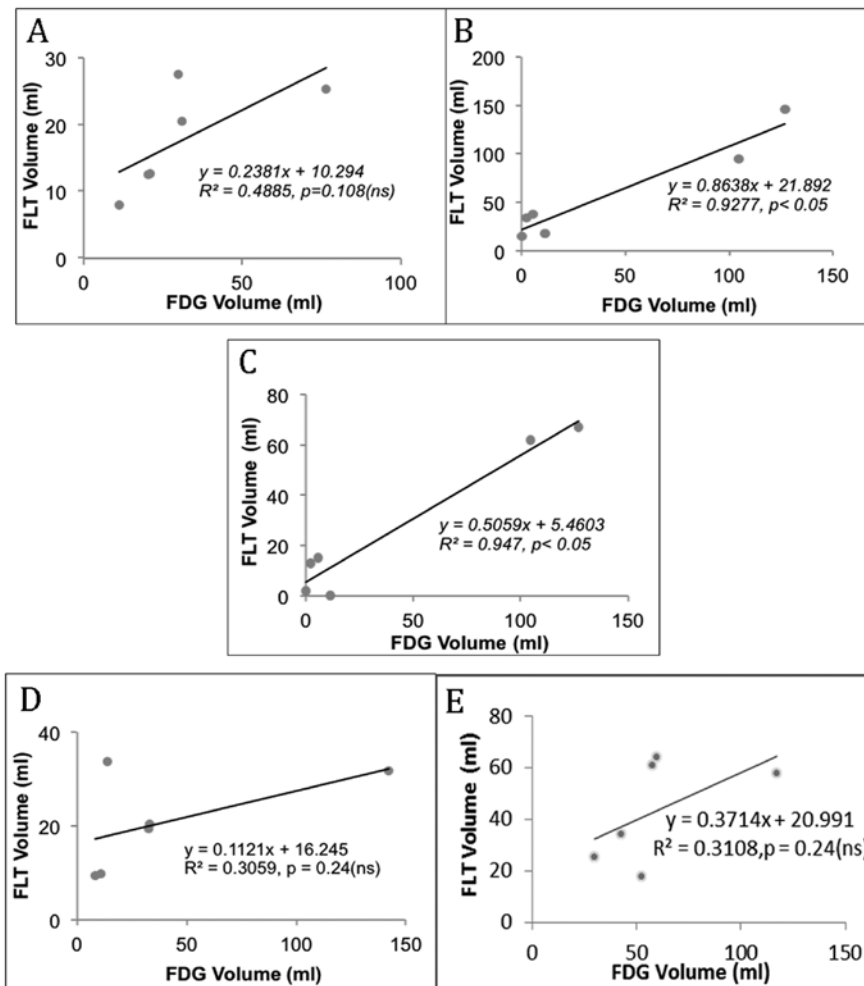 A
FLT Volume (ml)
30
20
10
0
y = 0.2381x + 10.294
R² = 0.4885, p=0.108(ns)
0 50 100
FDG Volume (ml)
B
FLT Volume (ml)
200
150
100
50
0
y = 0.8638x + 21.892
R² = 0.9277, p< 0.05
0 50 100 150
FDG Volume (ml)
C
FLT Volume (ml)
80
60
40
20
0
y = 0.5059x + 5.4603
R² = 0.947, p< 0.05
0 50 100 150
FDG Volume (ml)
D
FLT Volume (ml)
40
20
0
y = 0.1121x + 16.245
R² = 0.3059, p = 0.24(ns)
0 50 100 150
FDG Volume (ml)
E
FLT Volume (ml)
80
60
40
20
0
y = 0.3714x + 20.991
R² = 0.3108,p = 0.24(ns)
0 50 100 150
FDG Volume (ml)